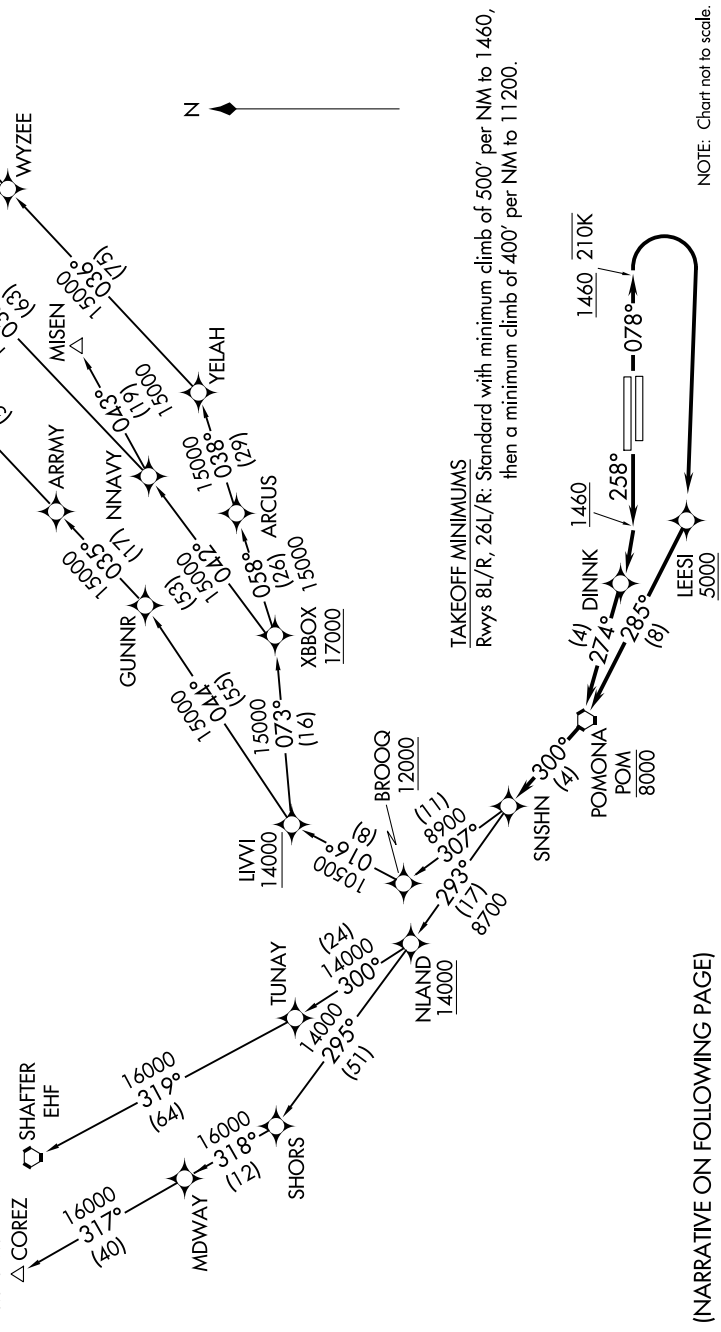 WYZEE
15000
036°
(75)
(63)
MISEN
15000
(19)
043°
YELAH
15000
038°
(29)
ARRMY
15000
035°
(17)
NNAVY
ARCUS
15000
042°
(53)
058°
(26)
15000
GUNNR
XBBOX
17000
15000
044°
(55)
15000
073°
(16)
LIVVI
14000
10500
016°
(8)
BROOQ
12000
8900
307°
(11)
SNSHN
293°
(17)
8700
NLAND
14000
TUNAY
14000
300°
(24)
14000
295°
(51)
SHAFTER
EHF
16000
319°
(64)
SHORS
16000
318°
(12)
MDWAY
COREZ
16000
317°
(40)
N
TAKEOFF MINIMUMS
Rwys 8L/R, 26L/R: Standard with minimum climb of 500' per NM to 1460,
then a minimum climb of 400' per NM to 11200.
1460 210K
078°
258°
1460
DINNK
(4)
274°
LEESI
5000
285°
(8)
POMONA
POM
8000
300°
(4)
NOTE: Chart not to scale.
(NARRATIVE ON FOLLOWING PAGE)